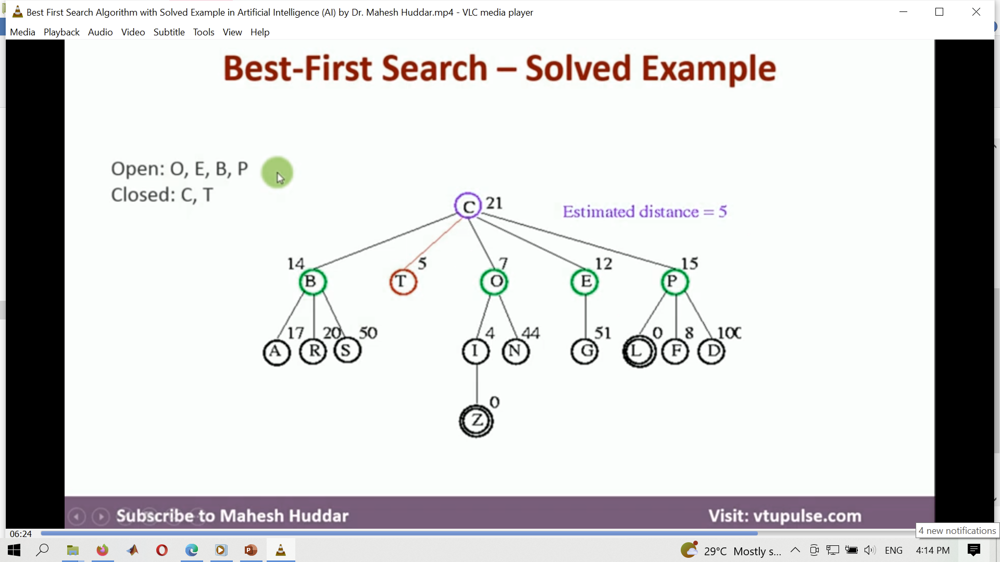 Best First Search Algorithm with Solved Example in Artificial Intelligence (AI) by Dr. Mahesh Huddar.mp4 - VLC media player
Media Playback Audio Video Subtitle Tools View Help
Best-First Search – Solved Example
Open: O, E, B, P
Closed: C, T
C 21
Estimated distance = 5
14 5 7 12 15
B T O E P
17 20 50 4 44 51 0 8 100
A R S I N G L F D
0
Z
Subscribe to Mahesh Huddar
Visit: vtupulse.com
06:24
4 new notifications
29°C Mostly s...
ENG
4:14 PM